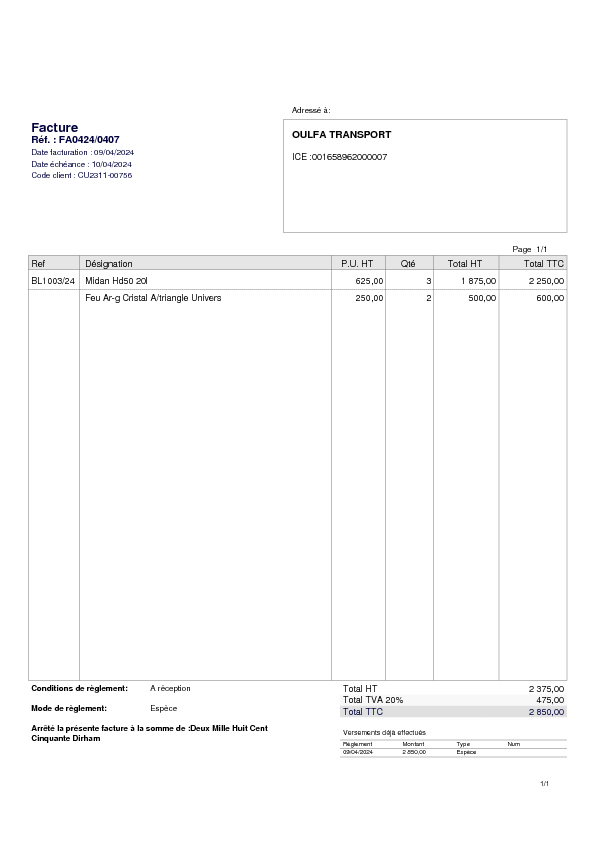 Adressé à:
Facture
Réf. : FA0424/0407
Date facturation : 09/04/2024
Date échéance : 10/04/2024
Code client : CU2311-00756
OULFA TRANSPORT
ICE :001658962000007
Page 1/1
Ref Désignation P.U. HT Qté Total HT Total TTC
BL1003/24 Midan Hd50 20l 625,00 3 1 875,00 2 250,00
Feu Ar-g Cristal A/triangle Univers 250,00 2 500,00 600,00
Conditions de règlement: A réception
Total HT 2 375,00
Total TVA 20% 475,00
Mode de règlement: Espèce
Total TTC 2 850,00
Arrêté la présente facture à la somme de :Deux Mille Huit Cent
Cinquante Dirham
Versements déjà effectués
Règlement Montant Type Num
09/04/2024 2 850,00 Espèce
1/1